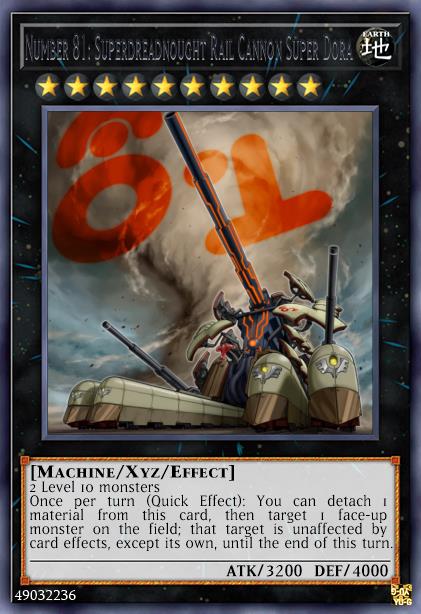 Number 81: Superdreadnought Rail Cannon Super Dora
EARTH
地
81
[Machine/Xyz/Effect]
2 Level 10 monsters
Once per turn (Quick Effect): You can detach 1
material from this card, then target 1 face-up
monster on the field; that target is unaffected by
card effects, except its own, until the end of this turn.
ATK/3200 DEF/4000
49032236